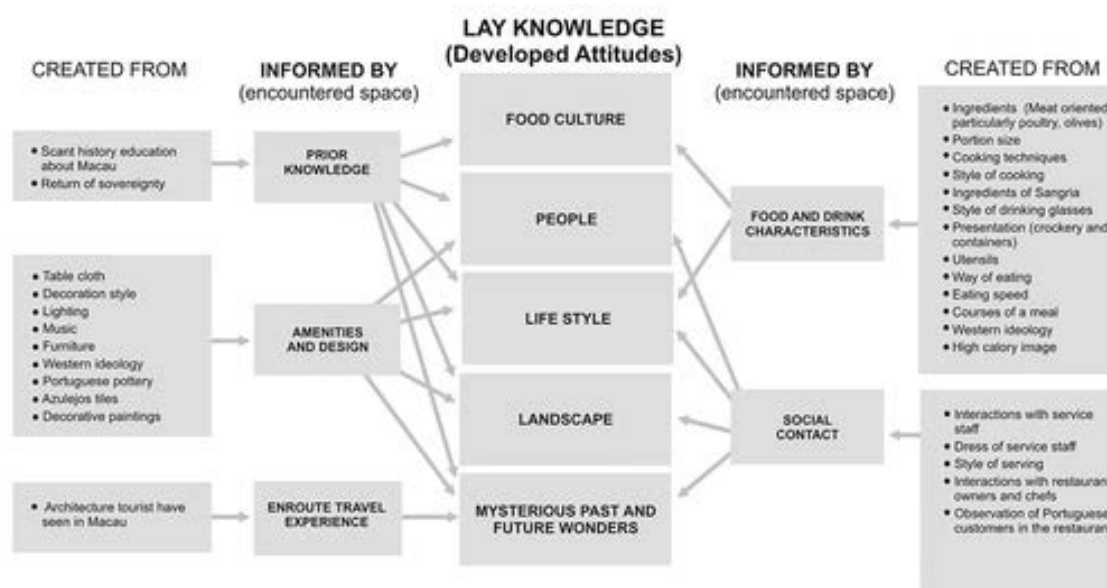 LAY KNOWLEDGE
(Developed Attitudes)
CREATED FROM
INFORMED BY
(encountered space)
INFORMED BY
(encountered space)
CREATED FROM
• Scant history education
about Macau
• Return of sovereignty
• Table cloth
• Decoration style
• Lighting
• Music
• Furniture
• Western ideology
• Portuguese pottery
• Azulejos tiles
• Decorative paintings
• Architecture tourist have
seen in Macau
PRIOR
KNOWLEDGE
AMENITIES
AND DESIGN
ENROUTE TRAVEL
EXPERIENCE
FOOD CULTURE
PEOPLE
LIFE STYLE
LANDSCAPE
MYSTERIOUS PAST AND
FUTURE WONDERS
FOOD AND DRINK
CHARACTERISTICS
SOCIAL
CONTACT
• Ingredients (Meat oriented
particularly poultry, olives)
• Portion size
• Cooking techniques
• Style of cooking
• Ingredients of Sangria
• Style of drinking glasses
• Presentation (crockery and
containers)
• Utensils
• Way of eating
• Eating speed
• Courses of a meal
• Western ideology
• High calory image
• Interactions with service
staff
• Dress of service staff
• Style of serving
• Interactions with restauran
owners and chefs
• Observation of Portuguese
customers in the restauran